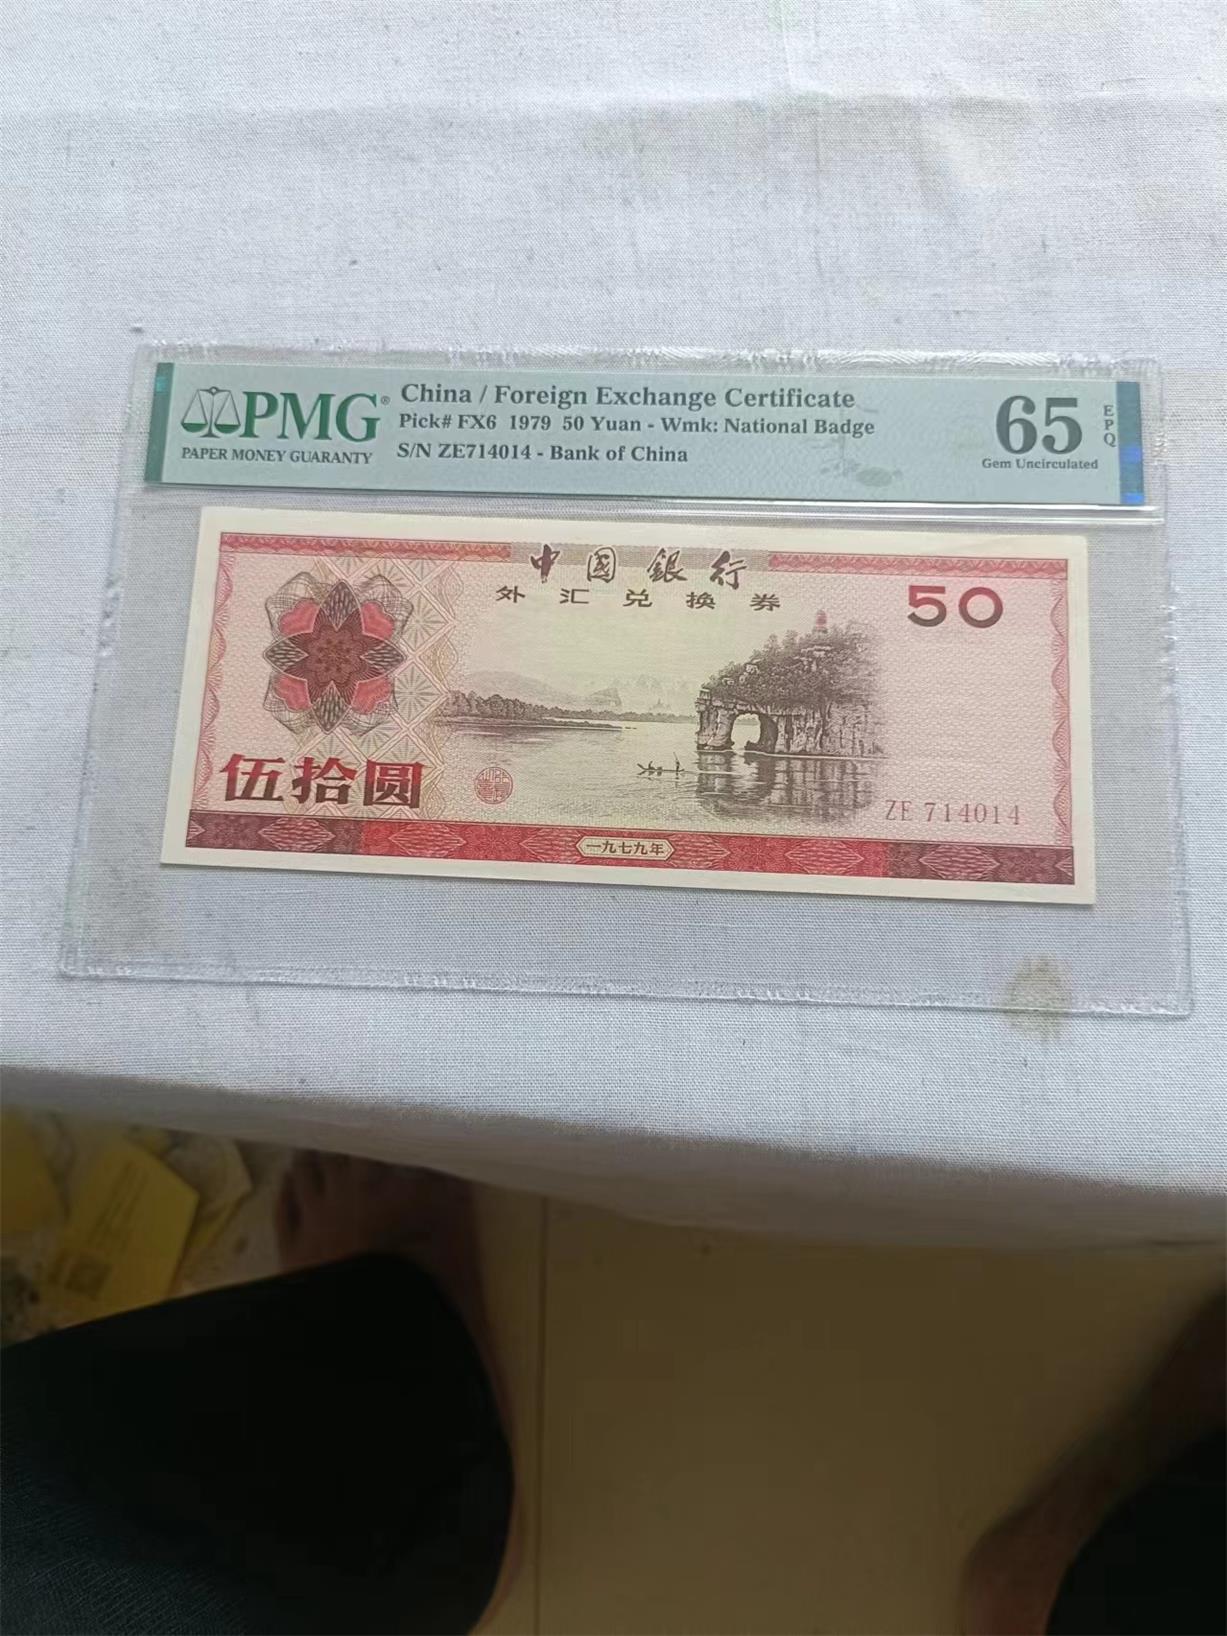 PMG®
PAPER MONEY GUARANTY
China / Foreign Exchange Certificate
Pick# FX6 1979 50 Yuan - Wmk: National Badge
S/N ZE714014 - Bank of China
65
EPQ
Gem Uncirculated
中國銀行
外汇兑换券
50
伍拾圆
ZE 714014
一九七九年